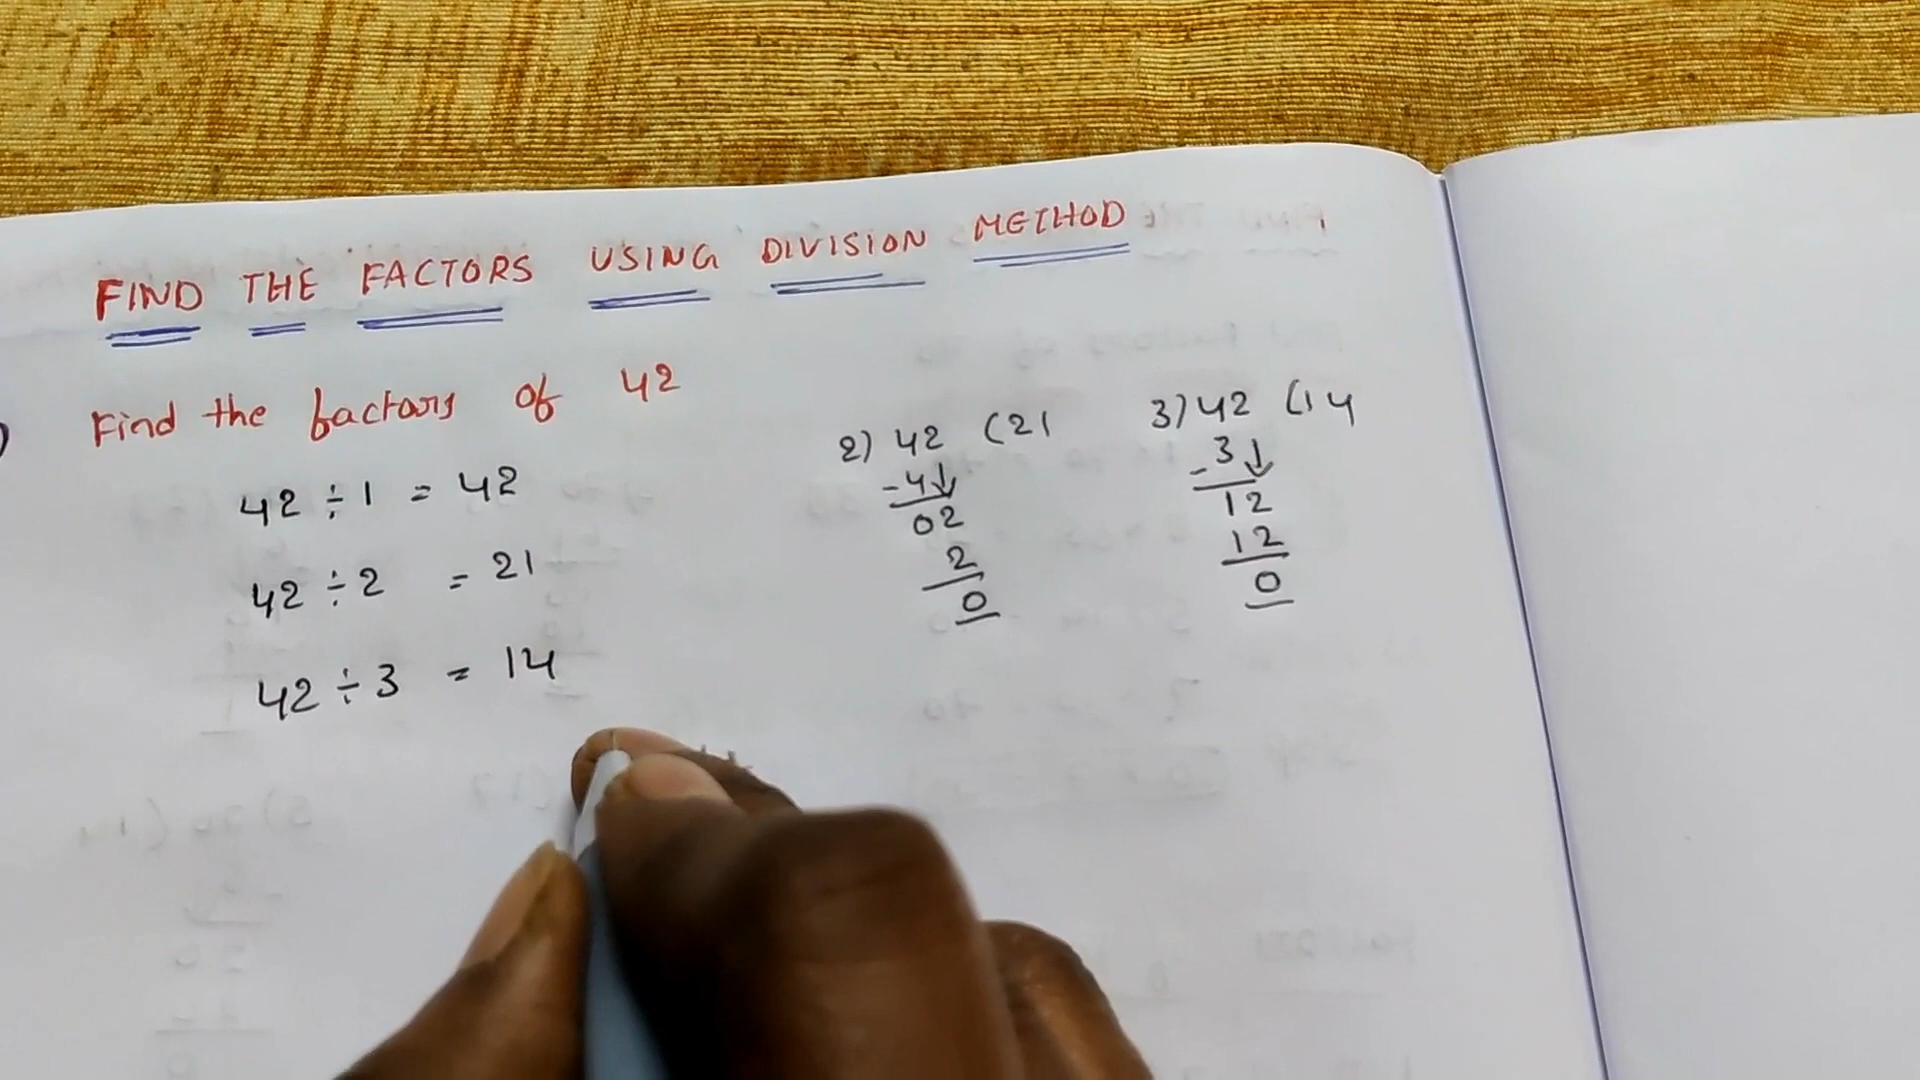 FIND THE FACTORS USING DIVISION METHOD
Find the factors of 42
42 ÷ 1 = 42
42 ÷ 2 = 21
42 ÷ 3 = 14
2) 42 (21
- 4↓
02
2
0
3) 42 (14
- 3↓
12
12
0